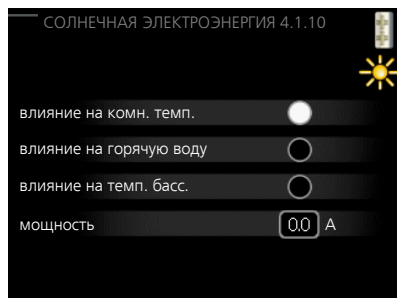 СОЛНЕЧНАЯ ЭЛЕКТРОЭНЕРГИЯ 4.1.10
влияние на комн. темп.
влияние на горячую воду
влияние на темп. басс.
мощность 0.0 A